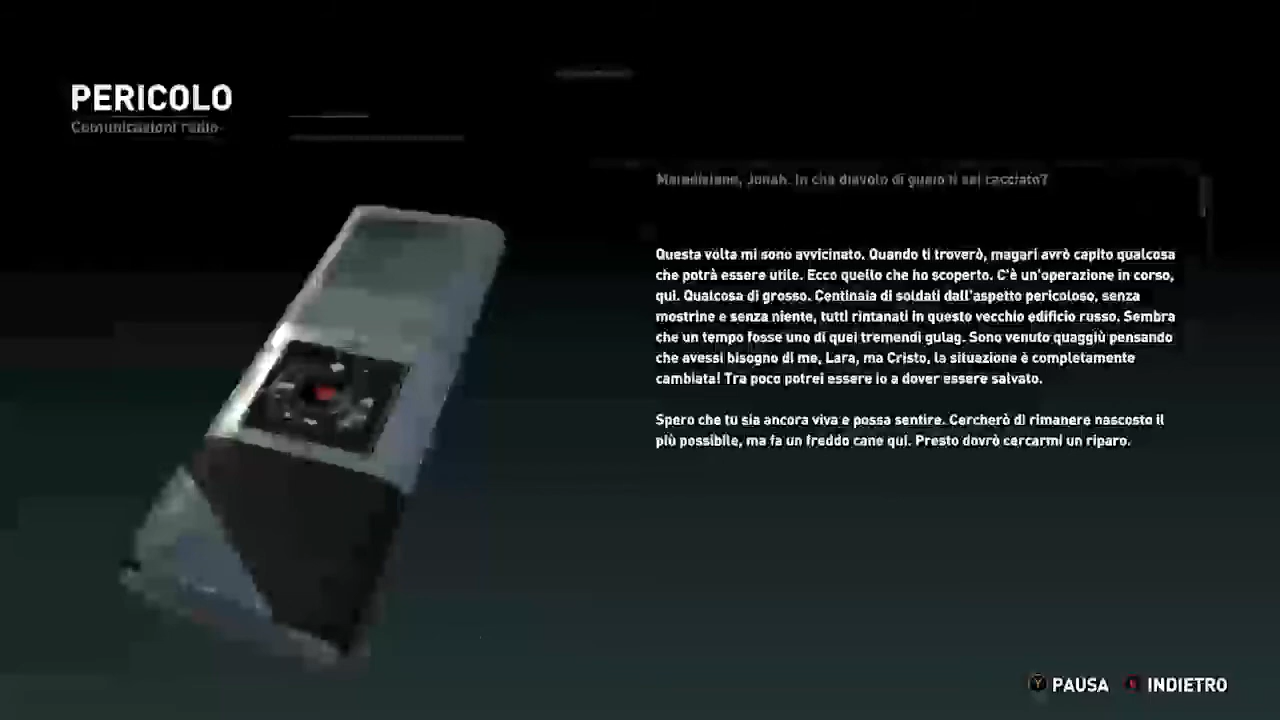 PERICOLO
Comunicazioni radio
Maledizione, Jonah. In che diavolo di guaio ti sei cacciato?
Questa volta mi sono avvicinato. Quando ti troverò, magari avrò capito qualcosa
che potrà essere utile. Ecco quello che ho scoperto. C'è un'operazione in corso,
qui. Qualcosa di grosso. Centinaia di soldati dall'aspetto pericoloso, senza
mostrine e senza niente, tutti rintanati in questo vecchio edificio russo. Sembra
che un tempo fosse uno di quei tremendi gulag. Sono venuto quaggiù pensando
che avessi bisogno di me, Lara, ma Cristo, la situazione è completamente
cambiata! Tra poco potrei essere io a dover essere salvato.
Spero che tu sia ancora viva e possa sentire. Cercherò di rimanere nascosto il
più possibile, ma fa un freddo cane qui. Presto dovrò cercarmi un riparo.
Y PAUSA INDIETRO